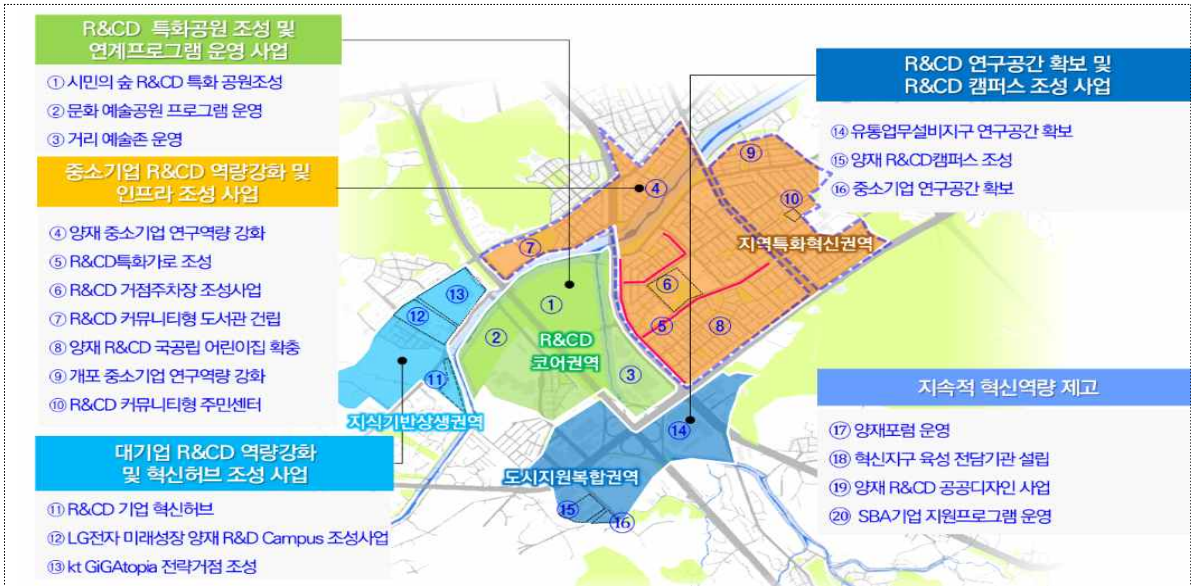 R&CD 특화공원 조성 및
연계프로그램 운영 사업
① 시민의 숲 R&CD 특화 공원조성
② 문화 예술공원 프로그램 운영
③ 거리 예술존 운영
중소기업 R&CD 역량강화 및
인프라 조성 사업
④ 양재 중소기업 연구역량 강화
⑤ R&CD특화가로 조성
⑥ R&CD 거점주차장 조성사업
⑦ R&CD 커뮤니티형 도서관 건립
⑧ 양재 R&CD 국공립 어린이집 확충
⑨ 개포 중소기업 연구역량 강화
⑩ R&CD 커뮤니티형 주민센터
대기업 R&CD 역량강화
및 혁신허브 조성 사업
⑪ R&CD 기업 혁신허브
⑫ LG전자 미래성장 양재 R&D Campus 조성사업
⑬ kt GiGAtopia 전략거점 조성
④
⑨
⑩
⑦
지역특화혁신권역
⑥
⑬
①
⑫
⑤
⑧
②
R&CD
코어권역
③
⑪
지식기반상생권역
⑭
도시지원복합권역
⑮
⑯
R&CD 연구공간 확보 및
R&CD 캠퍼스 조성 사업
⑭ 유통업무설비지구 연구공간 확보
⑮ 양재 R&CD캠퍼스 조성
⑯ 중소기업 연구공간 확보
지속적 혁신역량 제고
⑰ 양재포럼 운영
⑱ 혁신지구 육성 전담기관 설립
⑲ 양재 R&CD 공공디자인 사업
⑳ SBA기업 지원프로그램 운영